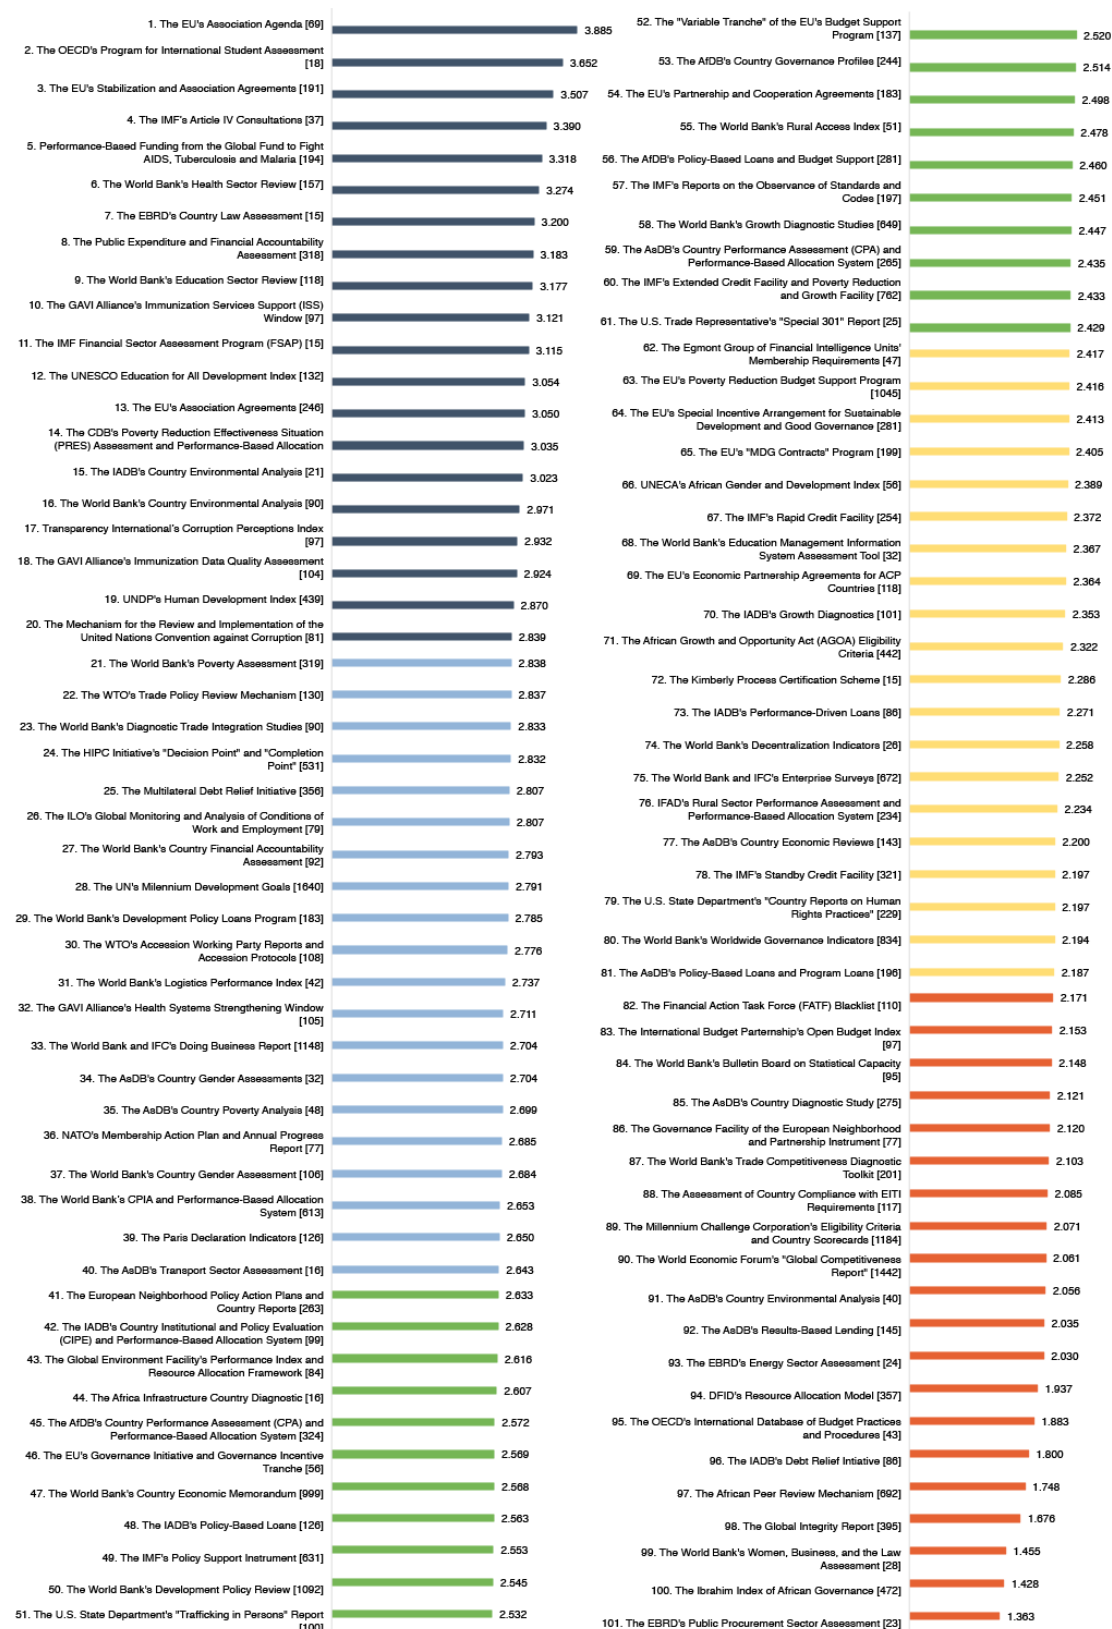 1. The EU's Association Agenda [69]
3.885
2. The OECD's Program for International Student Assessment
[18]
3.652
3. The EU's Stabilization and Association Agreements [191]
3.507
4. The IMF's Article IV Consultations [37]
3.390
5. Performance-Based Funding from the Global Fund to Fight
AIDS, Tuberculosis and Malaria [194]
3.318
6. The World Bank's Health Sector Review [157]
3.274
7. The EBRD's Country Law Assessment [15]
3.200
8. The Public Expenditure and Financial Accountability
Assessment [318]
3.183
9. The World Bank's Education Sector Review [118]
3.177
10. The GAVI Alliance's Immunization Services Support (ISS)
Window [97]
3.121
11. The IMF Financial Sector Assessment Program (FSAP) [15]
3.115
12. The UNESCO Education for All Development Index [132]
3.054
13. The EU's Association Agreements [246]
3.050
14. The CDB's Poverty Reduction Effectiveness Situation
(PRES) Assessment and Performance-Based Allocation
3.035
15. The IADB's Country Environmental Analysis [21]
3.023
16. The World Bank's Country Environmental Analysis [90]
2.971
17. Transparency International's Corruption Perceptions Index
[97]
2.932
18. The GAVI Alliance's Immunization Data Quality Assessment
[104]
2.924
19. UNDP's Human Development Index [439]
2.870
20. The Mechanism for the Review and Implementation of the
United Nations Convention against Corruption [81]
2.839
21. The World Bank's Poverty Assessment [319]
2.838
22. The WTO's Trade Policy Review Mechanism [130]
2.837
23. The World Bank's Diagnostic Trade Integration Studies [90]
2.833
24. The HIPC Initiative's "Decision Point" and "Completion
Point" [531]
2.832
25. The Multilateral Debt Relief Initiative [356]
2.807
26. The ILO's Global Monitoring and Analysis of Conditions of
Work and Employment [79]
2.807
27. The World Bank's Country Financial Accountability
Assessment [92]
2.793
28. The UN's Milennium Development Goals [1640]
2.791
29. The World Bank's Development Policy Loans Program [183]
2.785
30. The WTO's Accession Working Party Reports and
Accession Protocols [108]
2.776
31. The World Bank's Logistics Performance Index [42]
2.737
32. The GAVI Alliance's Health Systems Strengthening Window
[105]
2.711
33. The World Bank and IFC's Doing Business Report [1148]
2.704
34. The AsDB's Country Gender Assessments [32]
2.704
35. The AsDB's Country Poverty Analysis [48]
2.699
36. NATO's Membership Action Plan and Annual Progress
Report [77]
2.685
37. The World Bank's Country Gender Assessment [106]
2.684
38. The World Bank's CPIA and Performance-Based Allocation
System [613]
2.653
39. The Paris Declaration Indicators [126]
2.650
40. The AsDB's Transport Sector Assessment [16]
2.643
41. The European Neighborhood Policy Action Plans and
Country Reports [263]
2.633
42. The IADB's Country Institutional and Policy Evaluation
(CIPE) and Performance-Based Allocation System [99]
2.628
43. The Global Environment Facility's Performance Index and
Resource Allocation Framework [84]
2.616
44. The Africa Infrastructure Country Diagnostic [16]
2.607
45. The AfDB's Country Performance Assessment (CPA) and
Performance-Based Allocation System [324]
2.572
46. The EU's Governance Initiative and Governance Incentive
Tranche [56]
2.569
47. The World Bank's Country Economic Memorandum [999]
2.568
48. The IADB's Policy-Based Loans [126]
2.563
49. The IMF's Policy Support Instrument [631]
2.553
50. The World Bank's Development Policy Review [1092]
2.545
51. The U.S. State Department's "Trafficking in Persons" Report
[100]
2.532
52. The "Variable Tranche" of the EU's Budget Support
Program [137]
2.520
53. The AfDB's Country Governance Profiles [244]
2.514
54. The EU's Partnership and Cooperation Agreements [183]
2.498
55. The World Bank's Rural Access Index [51]
2.478
56. The AfDB's Policy-Based Loans and Budget Support [281]
2.460
57. The IMF's Reports on the Observance of Standards and
Codes [197]
2.451
58. The World Bank's Growth Diagnostic Studies [649]
2.447
59. The AsDB's Country Performance Assessment (CPA) and
Performance-Based Allocation System [265]
2.435
60. The IMF's Extended Credit Facility and Poverty Reduction
and Growth Facility [762]
2.433
61. The U.S. Trade Representative's "Special 301" Report [25]
2.429
62. The Egmont Group of Financial Intelligence Units'
Membership Requirements [47]
2.417
63. The EU's Poverty Reduction Budget Support Program
[1045]
2.416
64. The EU's Special Incentive Arrangement for Sustainable
Development and Good Governance [281]
2.413
65. The EU's "MDG Contracts" Program [199]
2.405
66. UNECA's African Gender and Development Index [56]
2.389
67. The IMF's Rapid Credit Facility [254]
2.372
68. The World Bank's Education Management Information
System Assessment Tool [32]
2.367
69. The EU's Economic Partnership Agreements for ACP
Countries [118]
2.364
70. The IADB's Growth Diagnostics [101]
2.353
71. The African Growth and Opportunity Act (AGOA) Eligibility
Criteria [442]
2.322
72. The Kimberly Process Certification Scheme [15]
2.286
73. The IADB's Performance-Driven Loans [86]
2.271
74. The World Bank's Decentralization Indicators [26]
2.258
75. The World Bank and IFC's Enterprise Surveys [672]
2.252
76. IFAD's Rural Sector Performance Assessment and
Performance-Based Allocation System [234]
2.234
77. The AsDB's Country Economic Reviews [143]
2.200
78. The IMF's Standby Credit Facility [321]
2.197
79. The U.S. State Department's "Country Reports on Human
Rights Practices" [229]
2.197
80. The World Bank's Worldwide Governance Indicators [834]
2.194
81. The AsDB's Policy-Based Loans and Program Loans [196]
2.187
82. The Financial Action Task Force (FATF) Blacklist [110]
2.171
83. The International Budget Parternship's Open Budget Index
[97]
2.153
84. The World Bank's Bulletin Board on Statistical Capacity
[95]
2.148
85. The AsDB's Country Diagnostic Study [275]
2.121
86. The Governance Facility of the European Neighborhood
and Partnership Instrument [77]
2.120
87. The World Bank's Trade Competitiveness Diagnostic
Toolkit [201]
2.103
88. The Assessment of Country Compliance with EITI
Requirements [117]
2.085
89. The Millennium Challenge Corporation's Eligibility Criteria
and Country Scorecards [1184]
2.071
90. The World Economic Forum's "Global Competitiveness
Report" [1442]
2.061
91. The AsDB's Country Environmental Analysis [40]
2.056
92. The AsDB's Results-Based Lending [145]
2.035
93. The EBRD's Energy Sector Assessment [24]
2.030
94. DFID's Resource Allocation Model [357]
1.937
95. The OECD's International Database of Budget Practices
and Procedures [43]
1.883
96. The IADB's Debt Relief Intiative [86]
1.800
97. The African Peer Review Mechanism [692]
1.748
98. The Global Integrity Report [395]
1.676
99. The World Bank's Women, Business, and the Law
Assessment [28]
1.455
100. The Ibrahim Index of African Governance [472]
1.428
101. The EBRD's Public Procurement Sector Assessment [23]
1.363